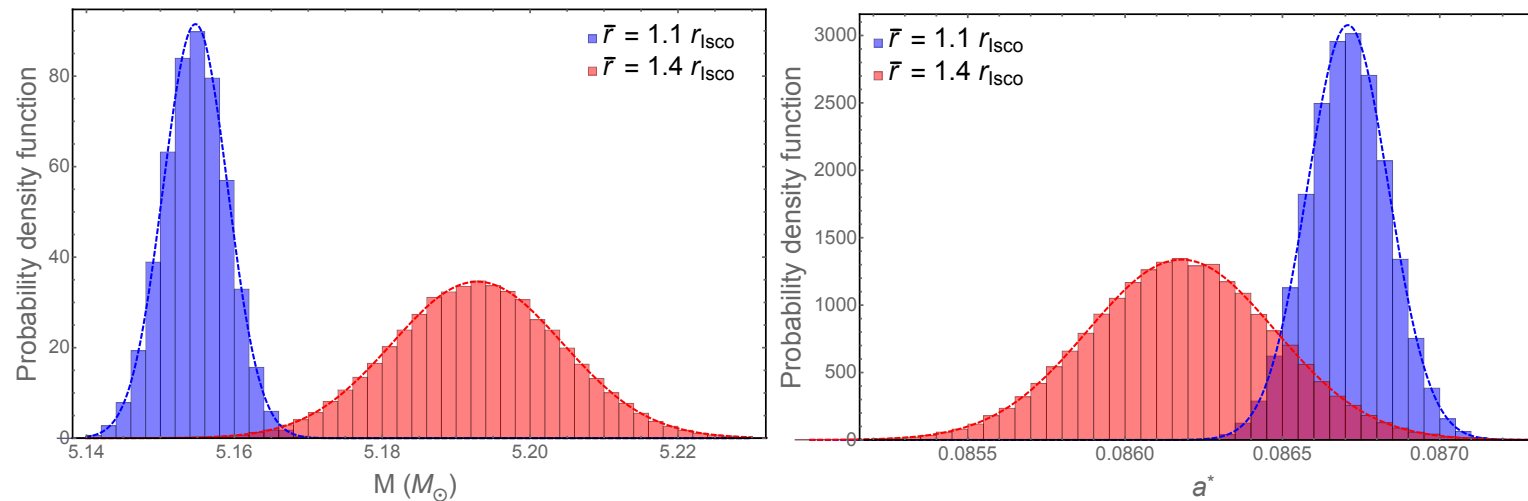 Probability density function
80
60
40
20
0
r̄ = 1.1 r_Isco
r̄ = 1.4 r_Isco
5.14 5.16 5.18 5.20 5.22
M (M_⊙)
Probability density function
3000
2500
2000
1500
1000
500
0
r̄ = 1.1 r_Isco
r̄ = 1.4 r_Isco
0.0855 0.0860 0.0865 0.0870
a*